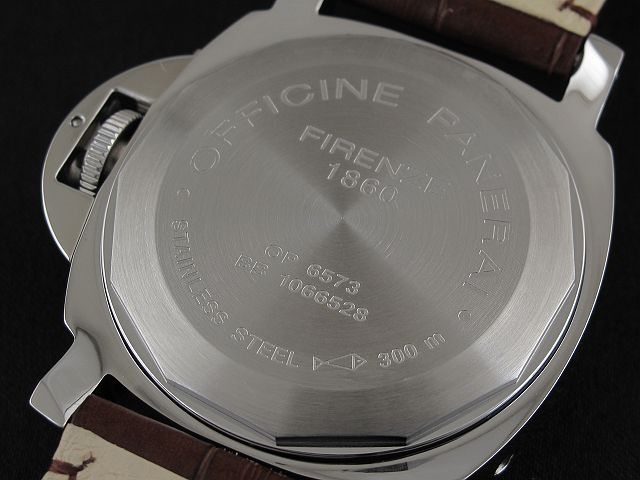 OFFICINE PANERAI
FIRENZE
1860
OP 6573
BB 1066528
STAINLESS STEEL 300 m